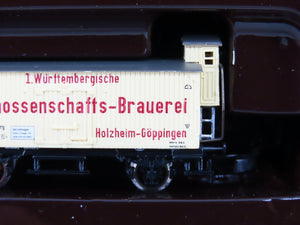 1.Württembergische
nossenschafts-Brauerei
Holzheim-Göppingen